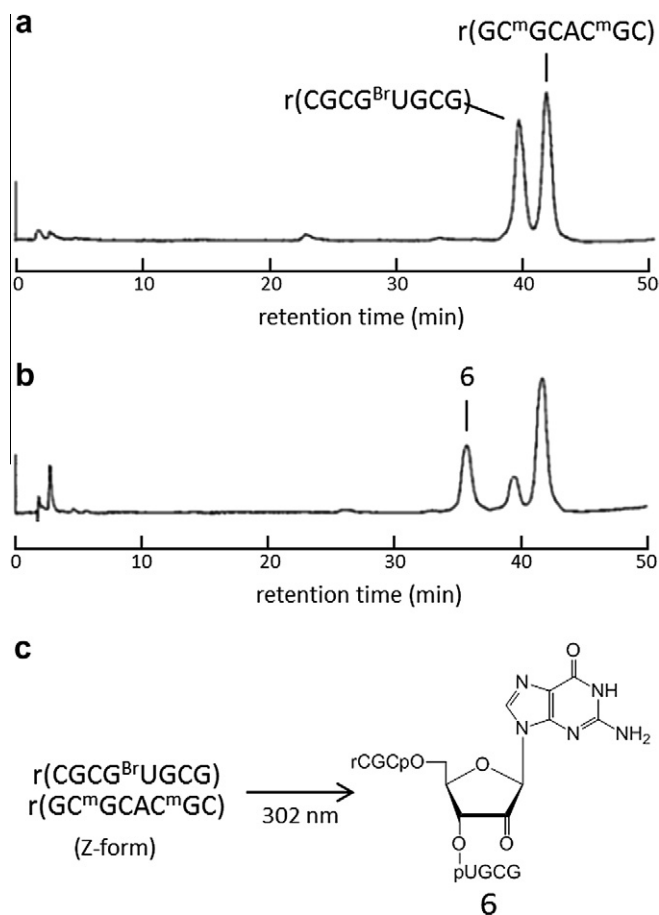 a
r(GCᵐGCACᵐGC)
r(CGCGᴮʳUGCG)
0 10 20 30 40 50
retention time (min)
b
6
0 10 20 30 40 50
retention time (min)
c
O
N NH
N N NH₂
rCGCpO O
r(CGCGᴮʳUGCG)
r(GCᵐGCACᵐGC)
302 nm
(Z-form)
O O
pUGCG
6